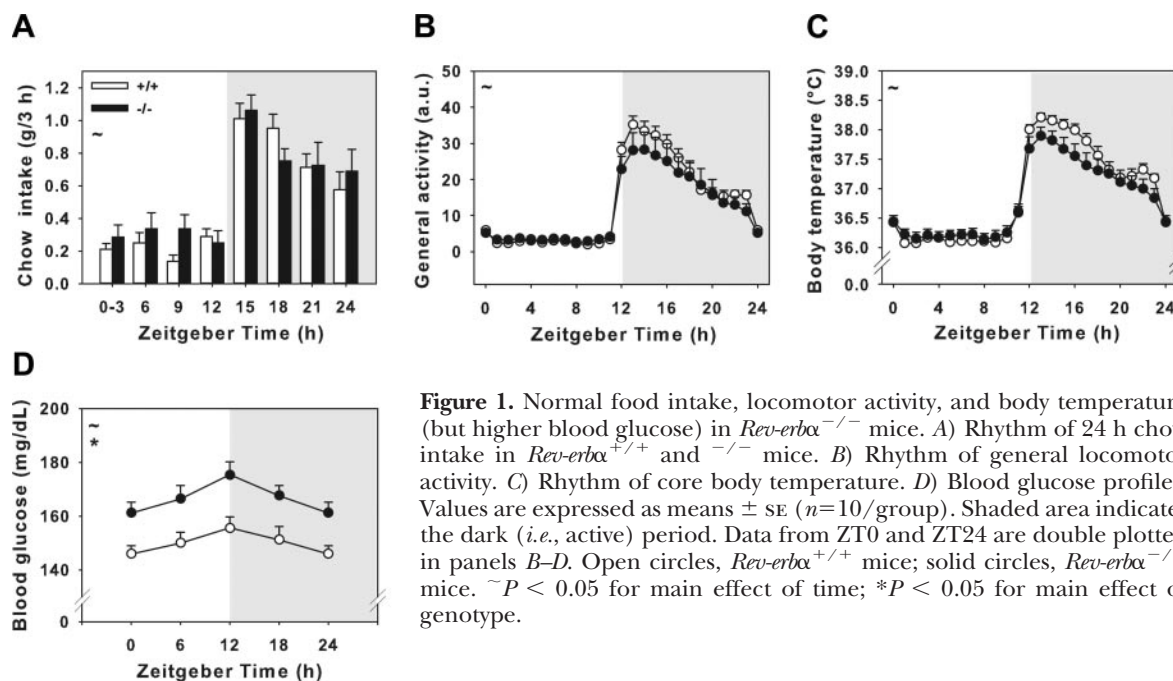 A
Chow intake (g/3 h)
1.2
1.0
0.8
0.6
0.4
0.2
0.0
+/+
-/-
~
0-3 6 9 12 15 18 21 24
Zeitgeber Time (h)
B
General activity (a.u.)
50
40
30
20
10
0
~
0 4 8 12 16 20 24
Zeitgeber Time (h)
C
Body temperature (°C)
39.0
38.5
38.0
37.5
37.0
36.5
36.0
0.0
~
0 4 8 12 16 20 24
Zeitgeber Time (h)
D
Blood glucose (mg/dL)
200
180
160
140
0
~
*
0 6 12 18 24
Zeitgeber Time (h)
Figure 1. Normal food intake, locomotor activity, and body temperatur
(but higher blood glucose) in Rev-erbα−/− mice. A) Rhythm of 24 h cho
intake in Rev-erbα+/+ and −/− mice. B) Rhythm of general locomoto
activity. C) Rhythm of core body temperature. D) Blood glucose profile
Values are expressed as means ± SE (n=10/group). Shaded area indicate
the dark (i.e., active) period. Data from ZT0 and ZT24 are double plotte
in panels B–D. Open circles, Rev-erbα+/+ mice; solid circles, Rev-erbα−/
mice. ~P < 0.05 for main effect of time; *P < 0.05 for main effect o
genotype.